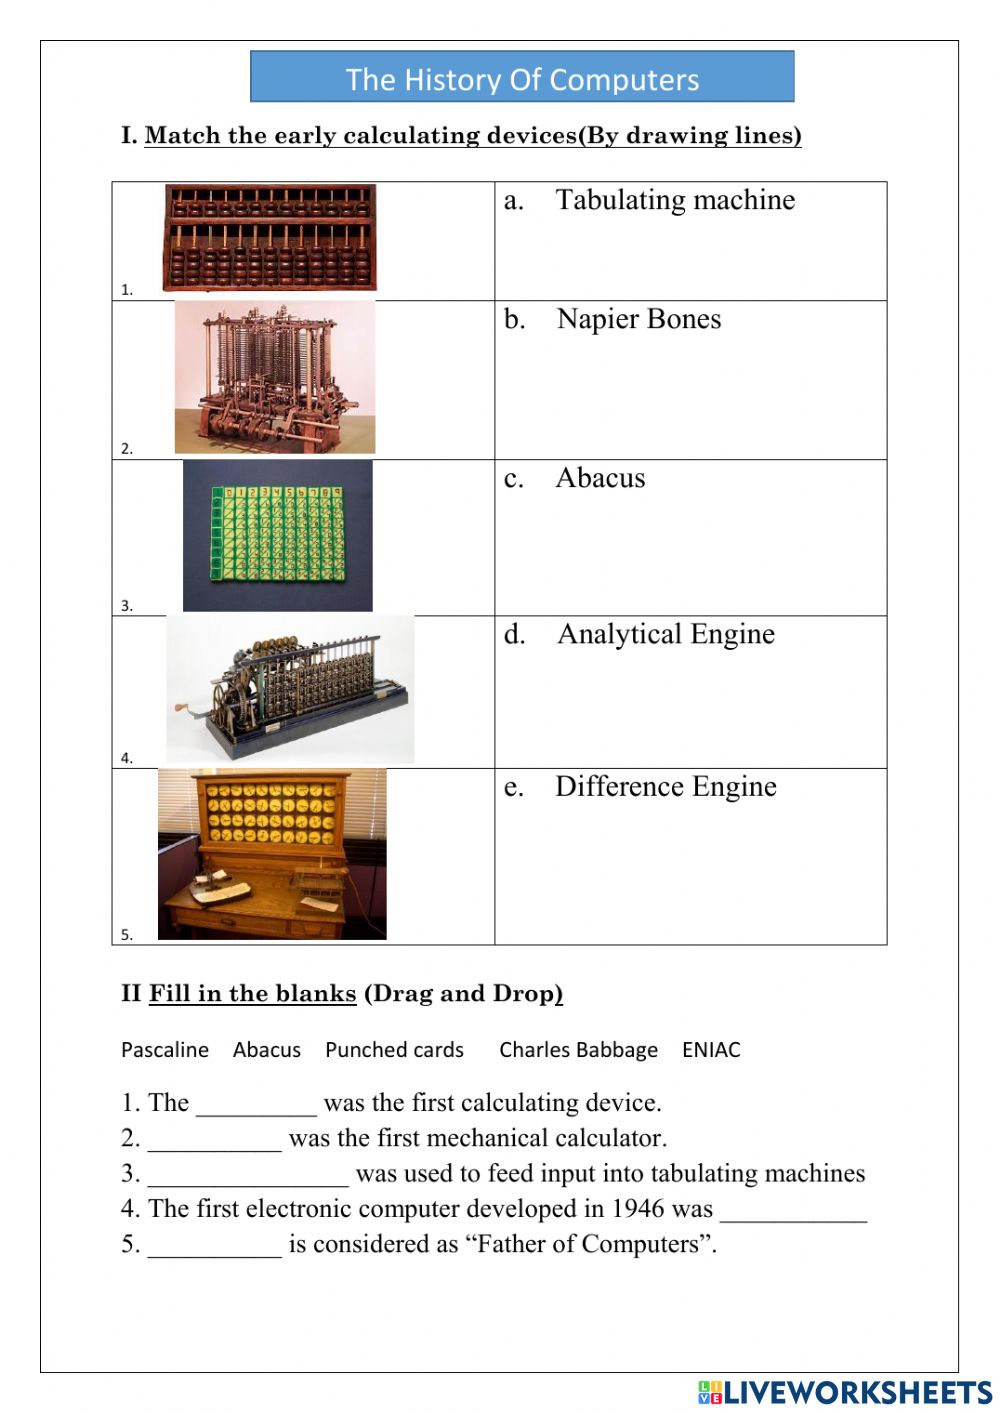 The History Of Computers
I. Match the early calculating devices(By drawing lines)
1.
a. Tabulating machine
2.
b. Napier Bones
3.
c. Abacus
4.
d. Analytical Engine
5.
e. Difference Engine
II Fill in the blanks (Drag and Drop)
Pascaline Abacus Punched cards Charles Babbage ENIAC
1. The _________ was the first calculating device.
2. __________ was the first mechanical calculator.
3. _______________ was used to feed input into tabulating machines
4. The first electronic computer developed in 1946 was ___________
5. __________ is considered as “Father of Computers”.
LIVEWORKSHEETS